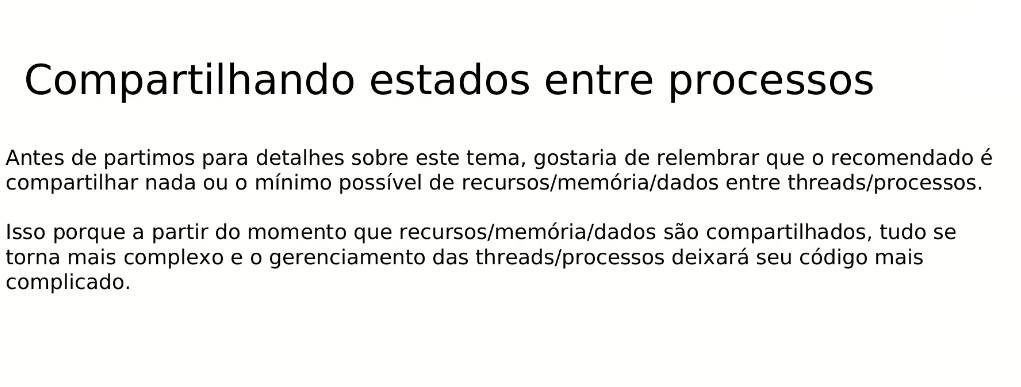 Compartilhando estados entre processos
Antes de partimos para detalhes sobre este tema, gostaria de relembrar que o recomendado é
compartilhar nada ou o mínimo possível de recursos/memória/dados entre threads/processos.
Isso porque a partir do momento que recursos/memória/dados são compartilhados, tudo se
torna mais complexo e o gerenciamento das threads/processos deixará seu código mais
complicado.